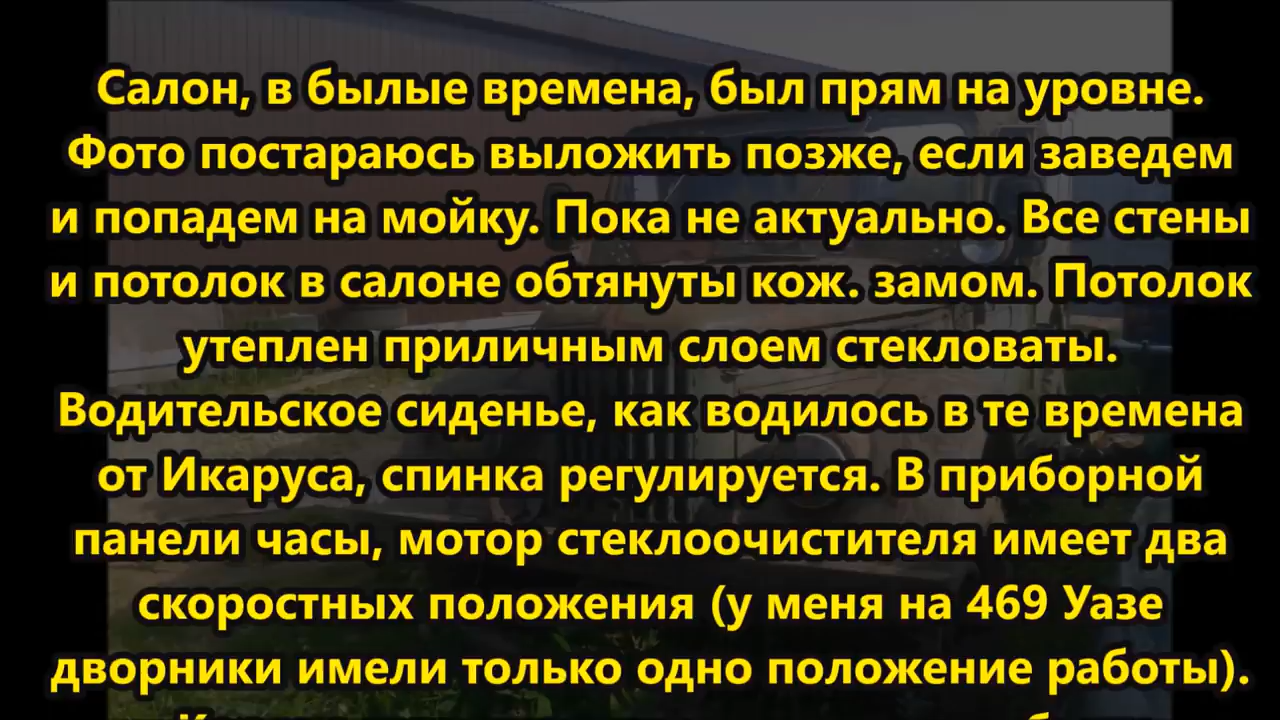 Салон, в былые времена, был прям на уровне.
Фото постараюсь выложить позже, если заведем
и попадем на мойку. Пока не актуально. Все стены
и потолок в салоне обтянуты кож. замом. Потолок
утеплен приличным слоем стекловаты.
Водительское сиденье, как водилось в те времена
от Икаруса, спинка регулируется. В приборной
панели часы, мотор стеклоочистителя имеет два
скоростных положения (у меня на 469 Уазе
дворники имели только одно положение работы).